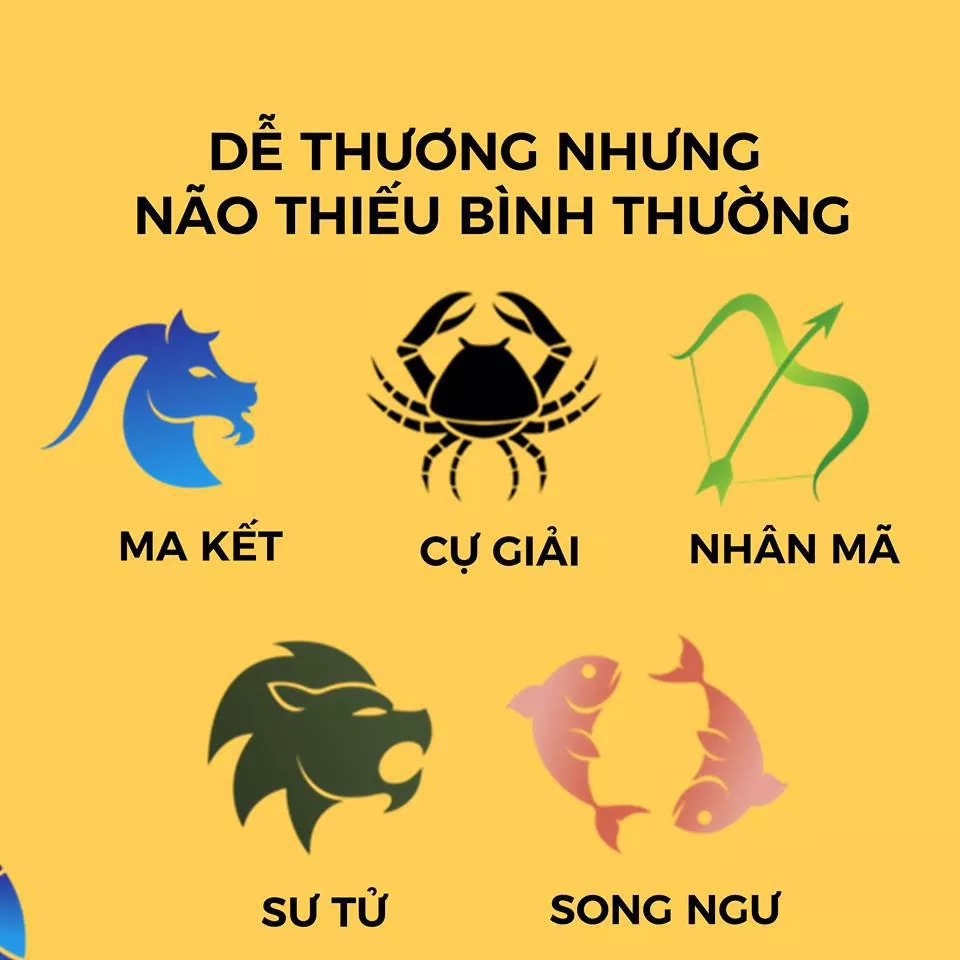 DỄ THƯƠNG NHƯNG
NÃO THIẾU BÌNH THƯỜNG
MA KẾT
CỰ GIẢI
NHÂN MÃ
SƯ TỬ
SONG NGƯ